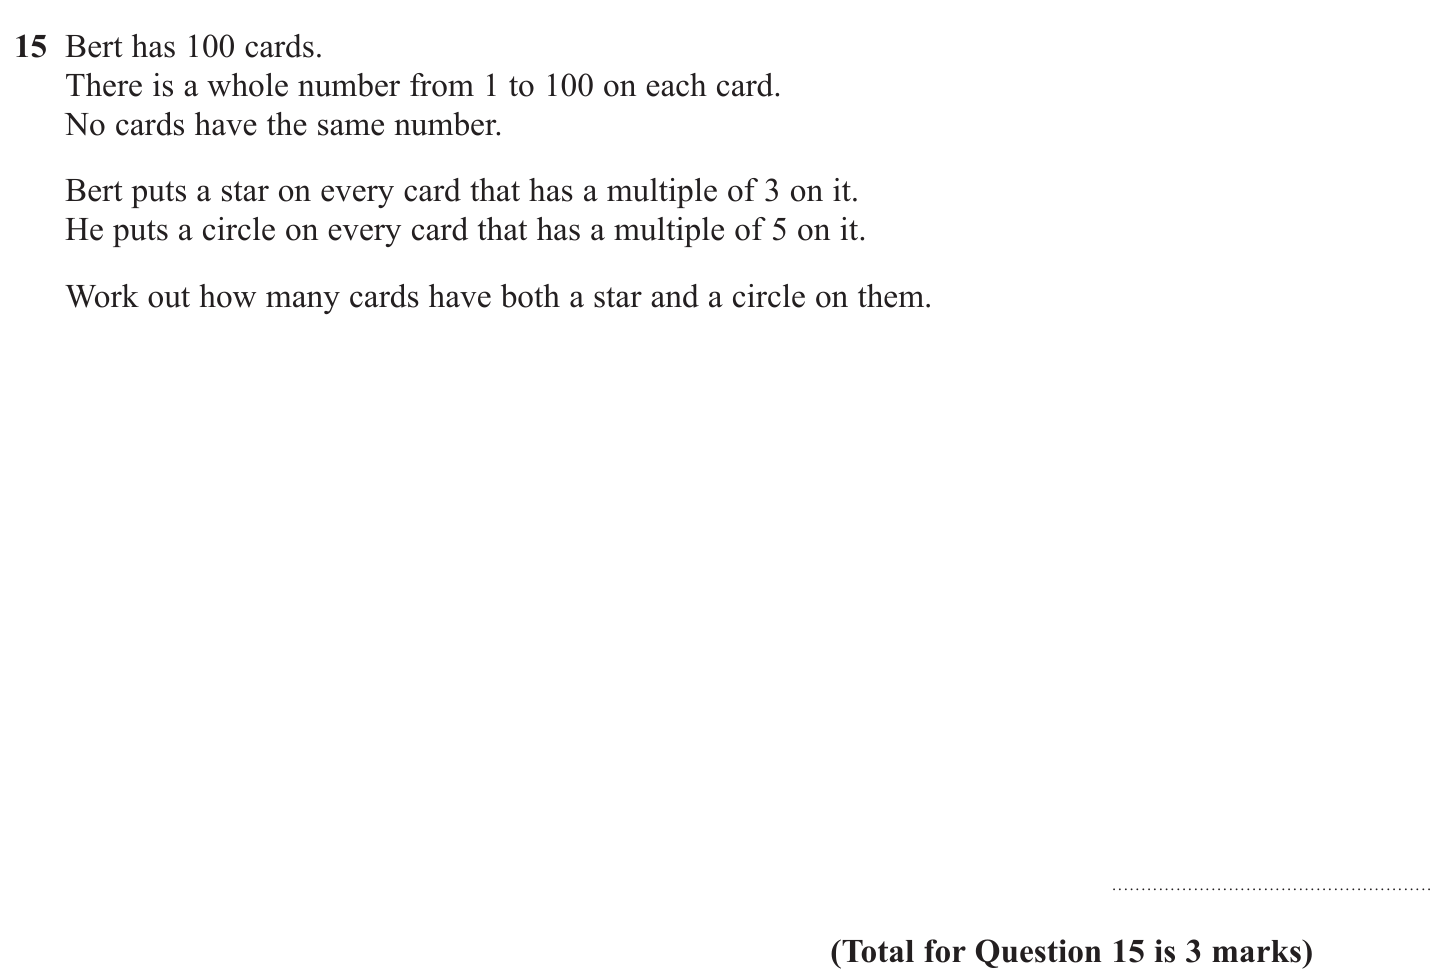 15 Bert has 100 cards.
There is a whole number from 1 to 100 on each card.
No cards have the same number.
Bert puts a star on every card that has a multiple of 3 on it.
He puts a circle on every card that has a multiple of 5 on it.
Work out how many cards have both a star and a circle on them.
(Total for Question 15 is 3 marks)